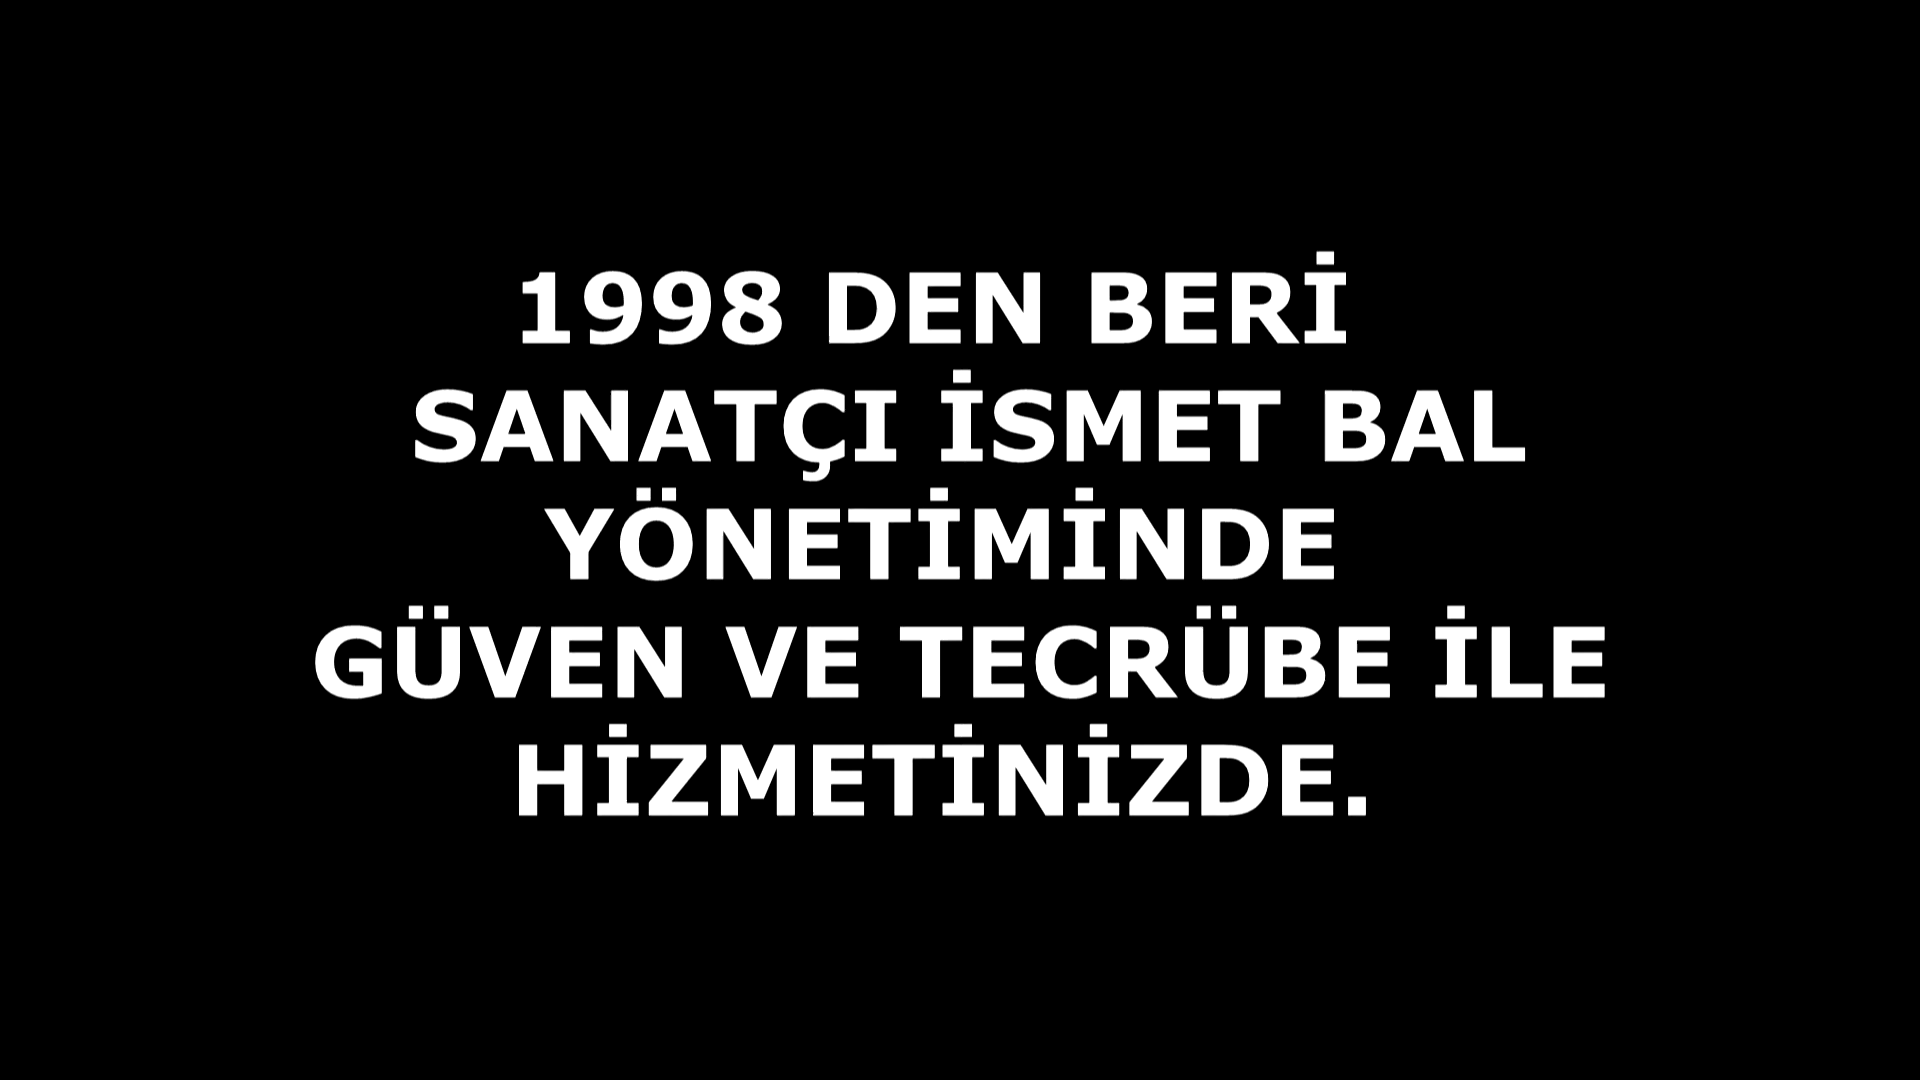 1998 DEN BERİ
SANATÇI İSMET BAL
YÖNETİMİNDE
GÜVEN VE TECRÜBE İLE
HİZMETİNİZDE.